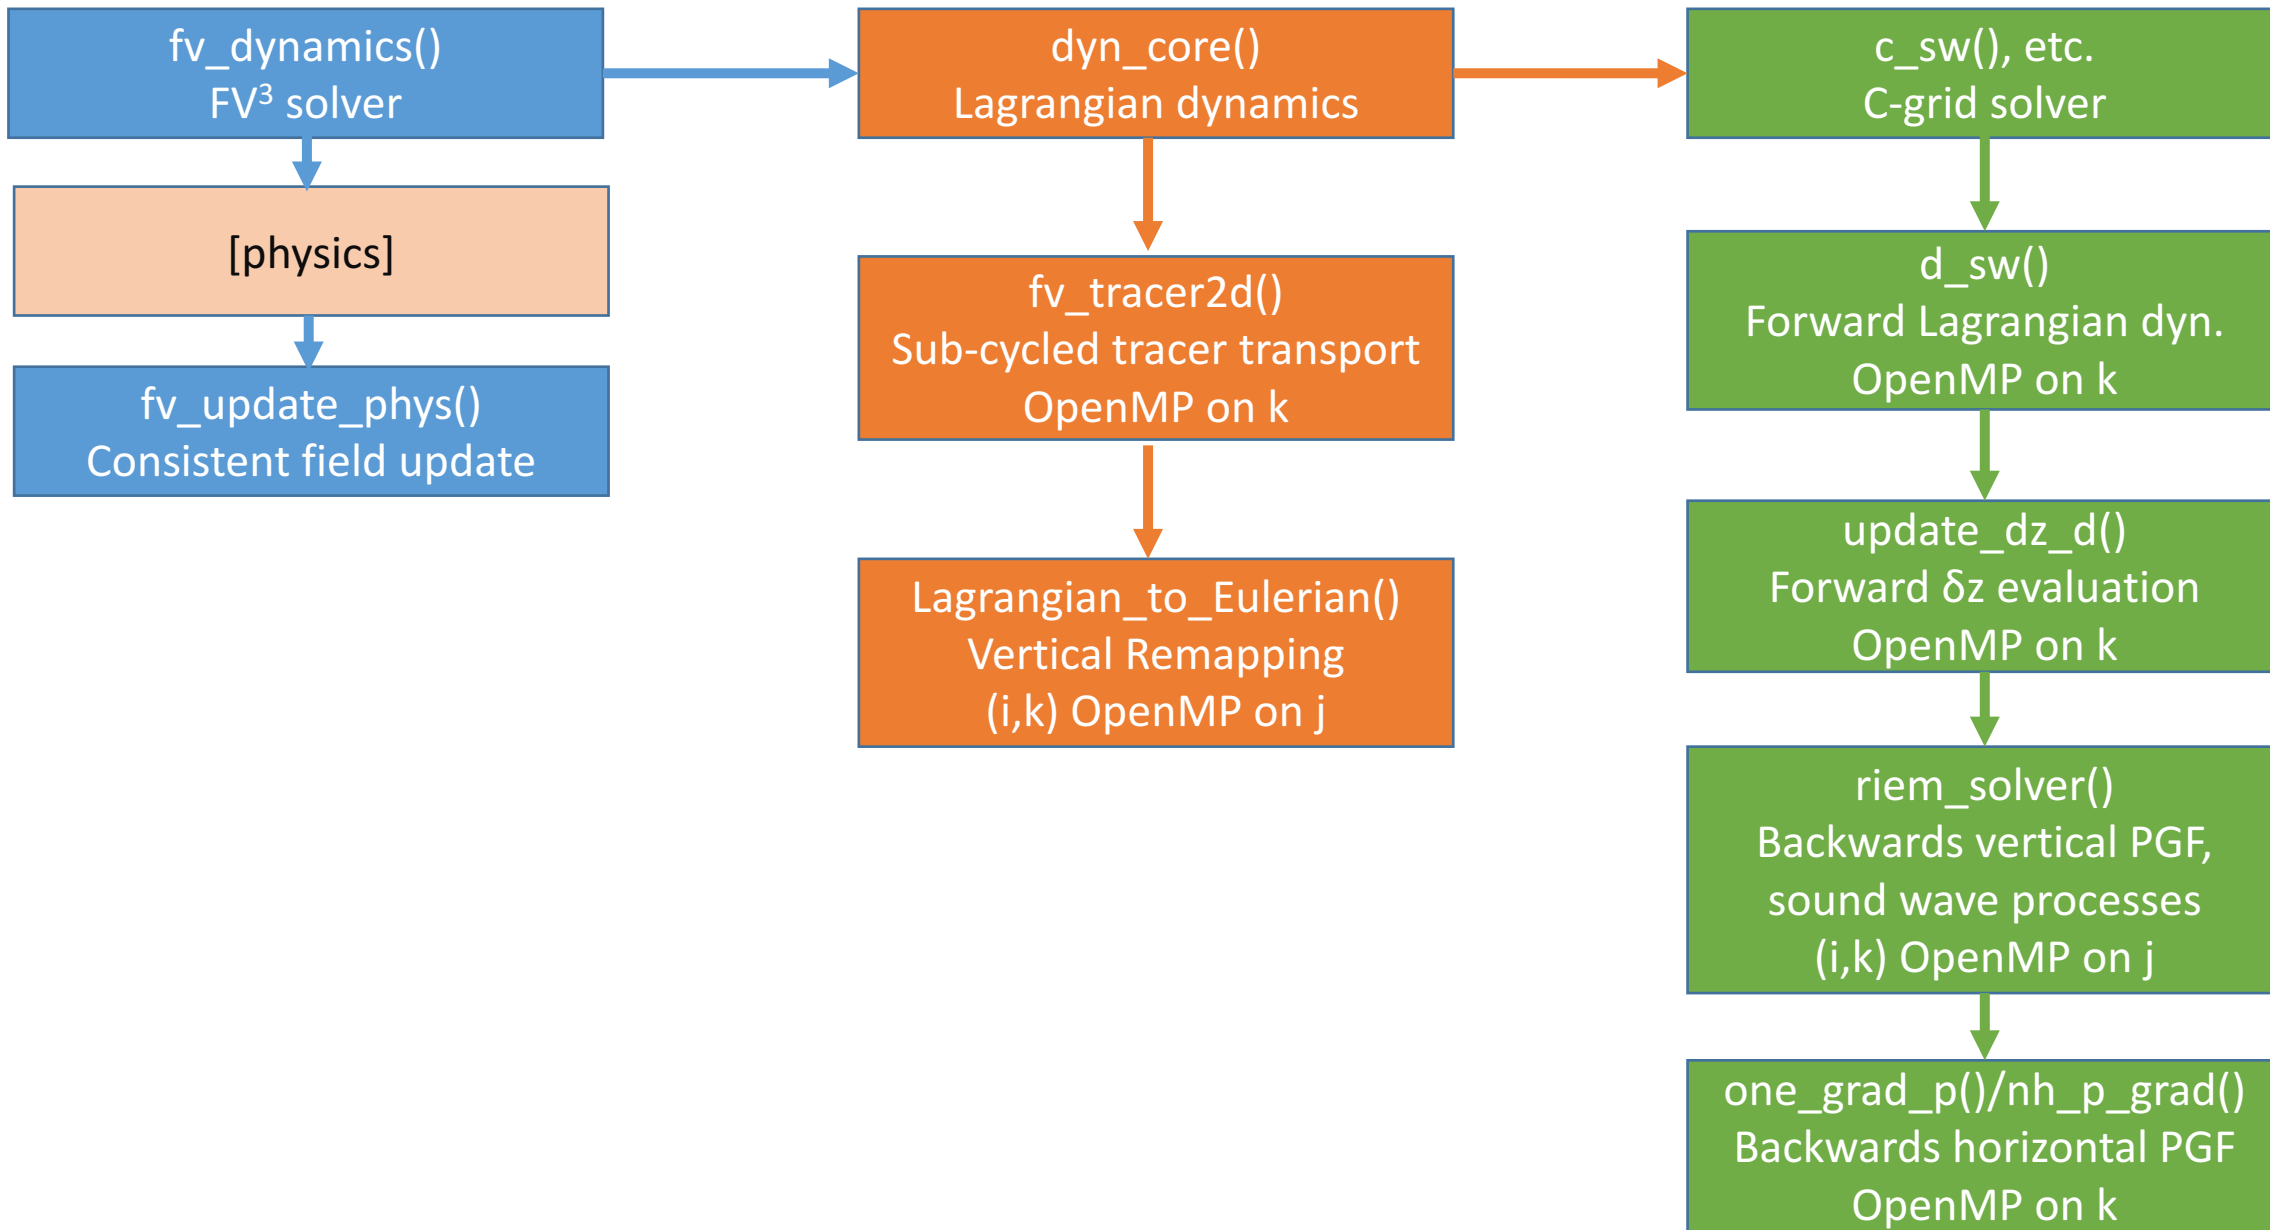 fv_dynamics()
FV³ solver
[physics]
fv_update_phys()
Consistent field update
dyn_core()
Lagrangian dynamics
fv_tracer2d()
Sub-cycled tracer transport
OpenMP on k
Lagrangian_to_Eulerian()
Vertical Remapping
(i,k) OpenMP on j
c_sw(), etc.
C-grid solver
d_sw()
Forward Lagrangian dyn.
OpenMP on k
update_dz_d()
Forward δz evaluation
OpenMP on k
riem_solver()
Backwards vertical PGF,
sound wave processes
(i,k) OpenMP on j
one_grad_p()/nh_p_grad()
Backwards horizontal PGF
OpenMP on k